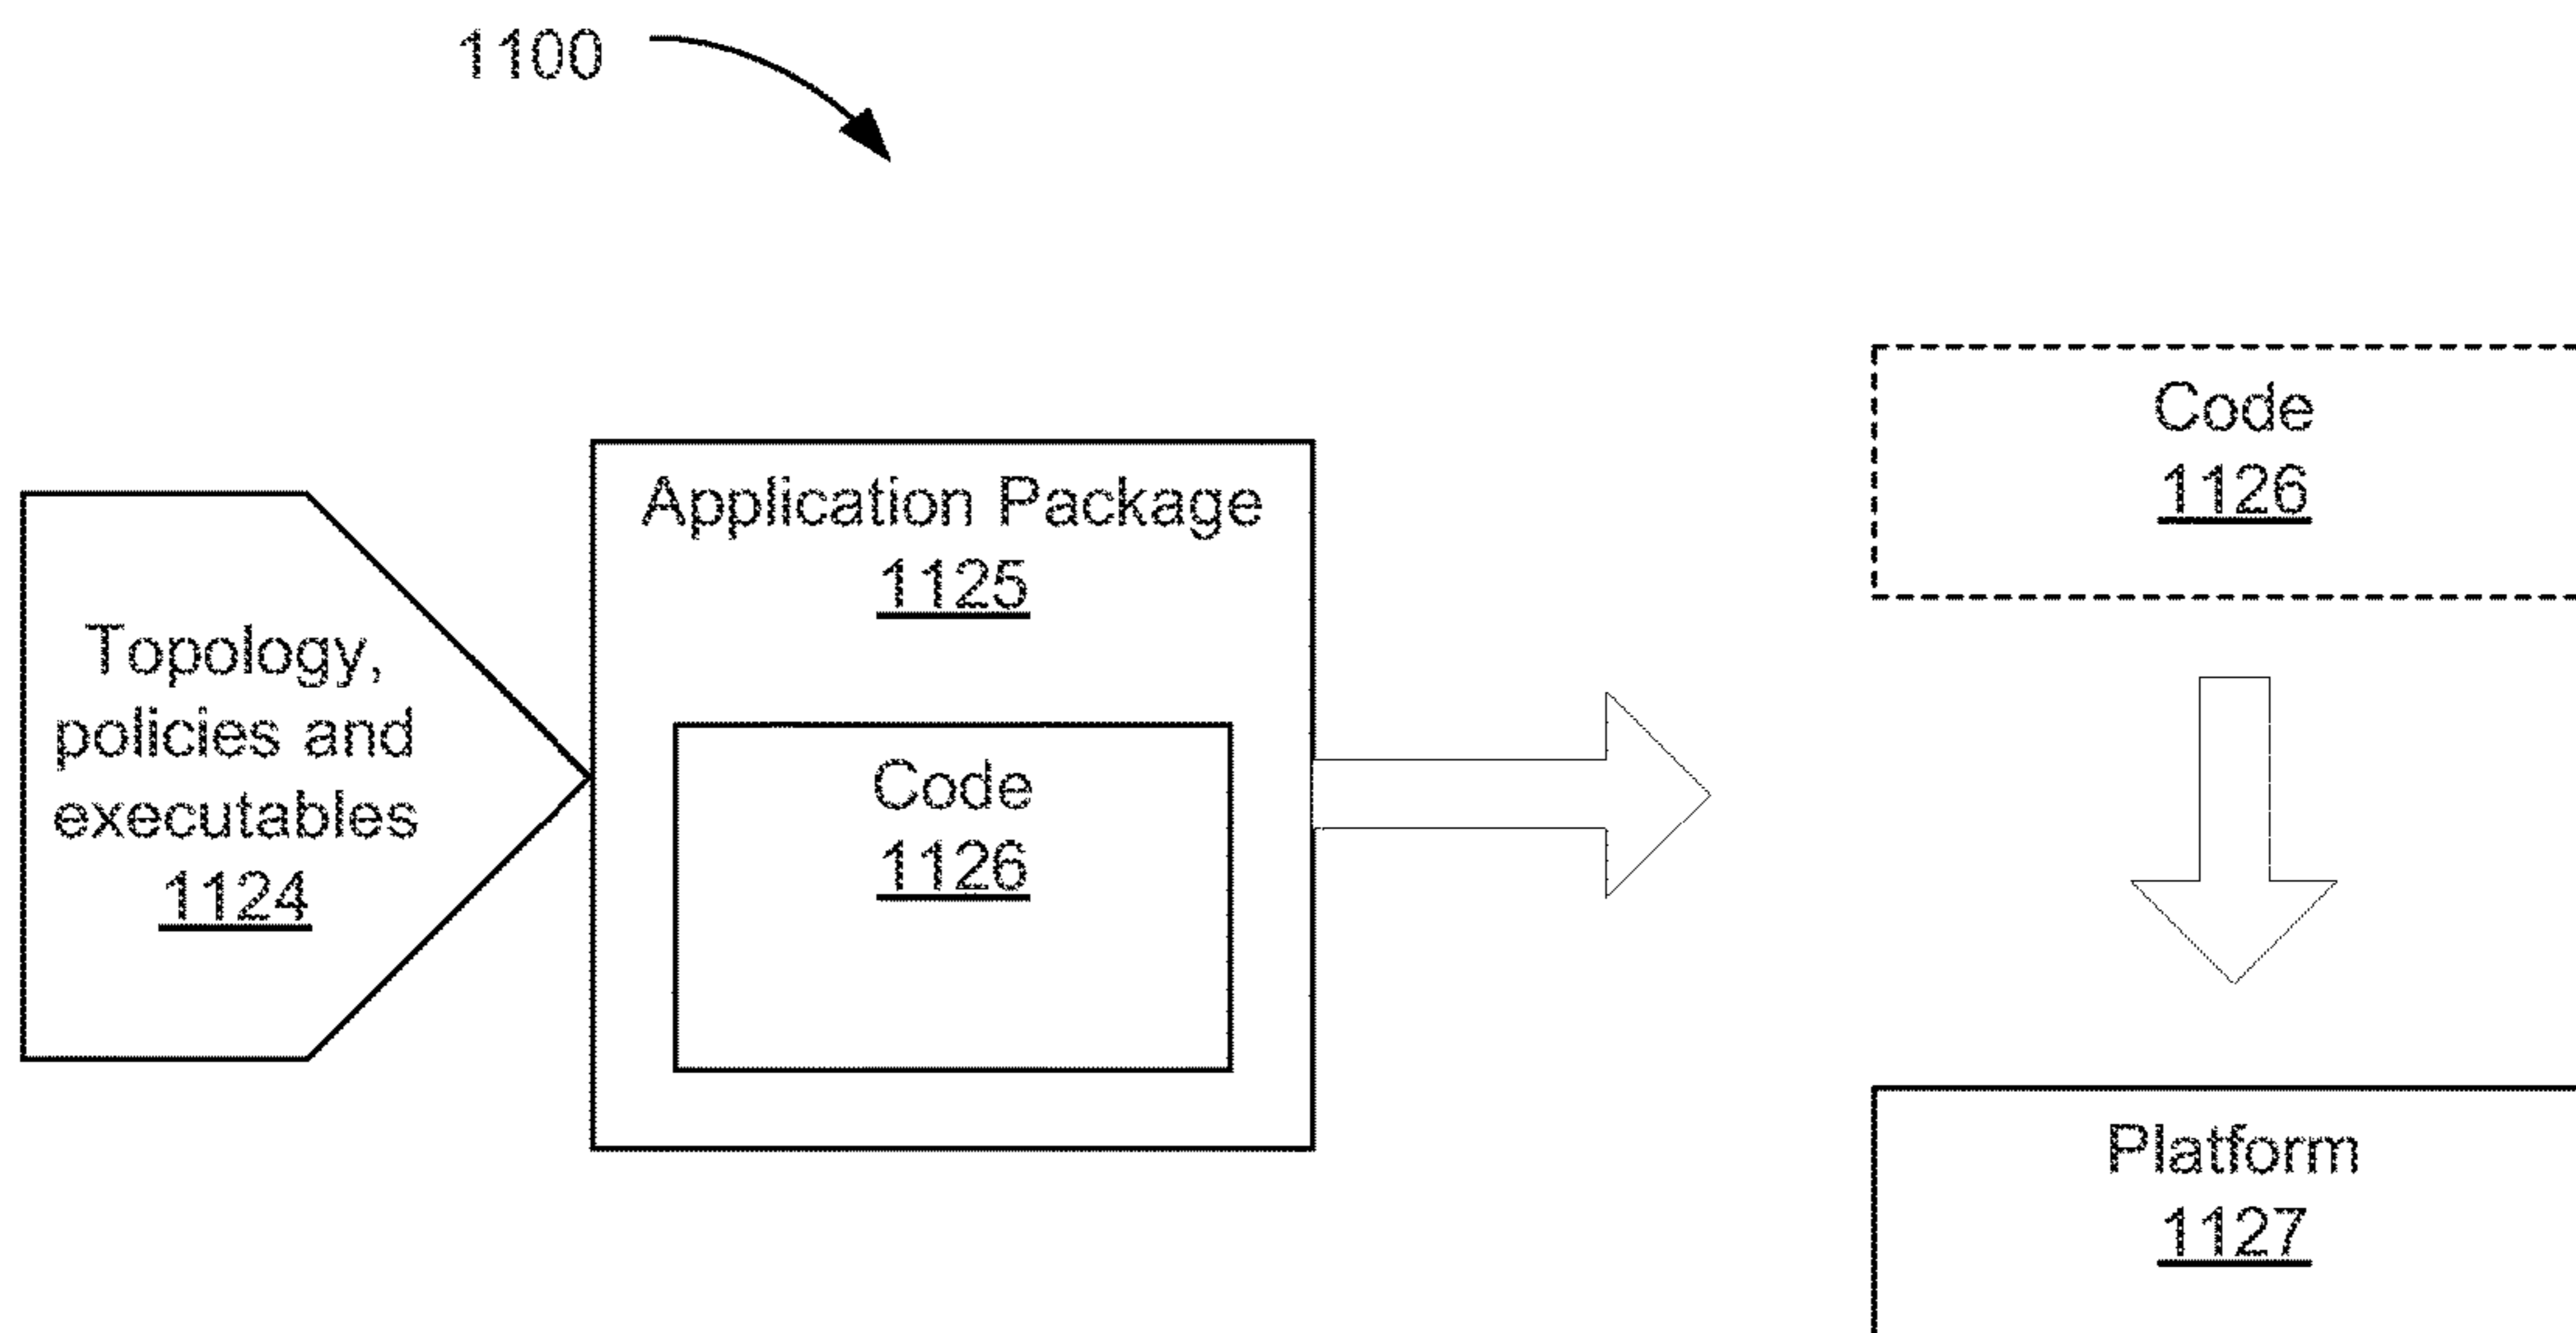 1100
Topology,
policies and
executables
1124
Application Package
1125
Code
1126
Code
1126
Platform
1127